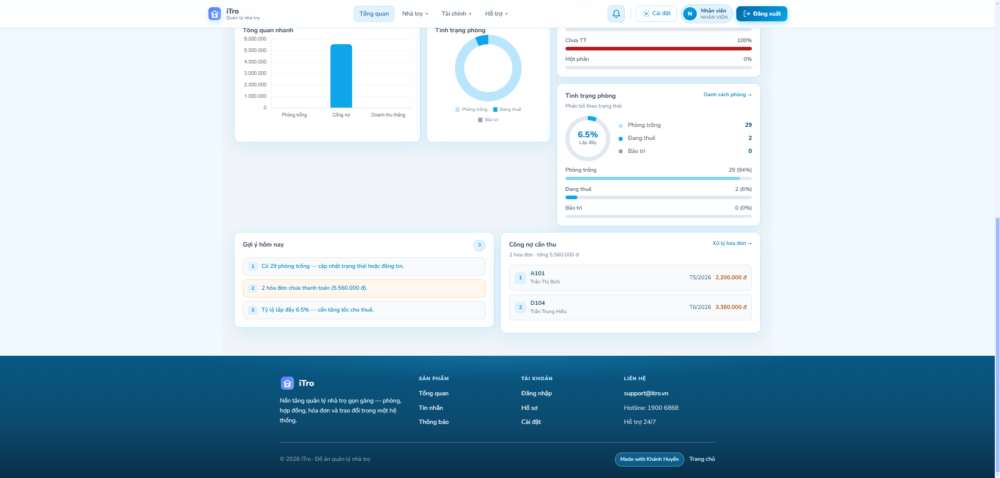 iTro
Quản lý nhà trọ
Tổng quan
Nhà trọ
Tài chính
Hỗ trợ
Cài đặt
N
Nhân viên
NHÂN VIÊN
Đăng xuất
Tổng quan nhanh
6.000.000
5.000.000
4.000.000
3.000.000
2.000.000
1.000.000
0
Phòng trống
Công nợ
Doanh thu tháng
Tình trạng phòng
Phòng trống
Đang thuê
Bảo trì
Chưa TT
100%
Một phần
0%
Tình trạng phòng
Danh sách phòng →
Phân bố theo trạng thái
6.5%
Lấp đầy
Phòng trống
29
Đang thuê
2
Bảo trì
0
Phòng trống
29 (94%)
Đang thuê
2 (6%)
Bảo trì
0 (0%)
Gợi ý hôm nay
3
1 Có 29 phòng trống — cập nhật trạng thái hoặc đăng tin.
2 2 hóa đơn chưa thanh toán (5.560.000 đ).
3 Tỷ lệ lấp đầy 6.5% — cần tăng tốc cho thuê.
Công nợ cần thu
Xử lý hóa đơn →
2 hóa đơn · tổng 5.560.000 đ
1
A101
Trần Thị Bích
T5/2026 2.200.000 đ
2
D104
Trần Trung Hiếu
T6/2026 3.360.000 đ
iTro
Nền tảng quản lý nhà trọ gọn gàng — phòng,
hợp đồng, hóa đơn và trao đổi trong một hệ
thống.
SẢN PHẨM
Tổng quan
Tin nhắn
Thông báo
TÀI KHOẢN
Đăng nhập
Hồ sơ
Cài đặt
LIÊN HỆ
support@itro.vn
Hotline: 1900 6868
Hỗ trợ 24/7
© 2026 iTro · Đồ án quản lý nhà trọ
Made with Khánh Huyền
Trang chủ